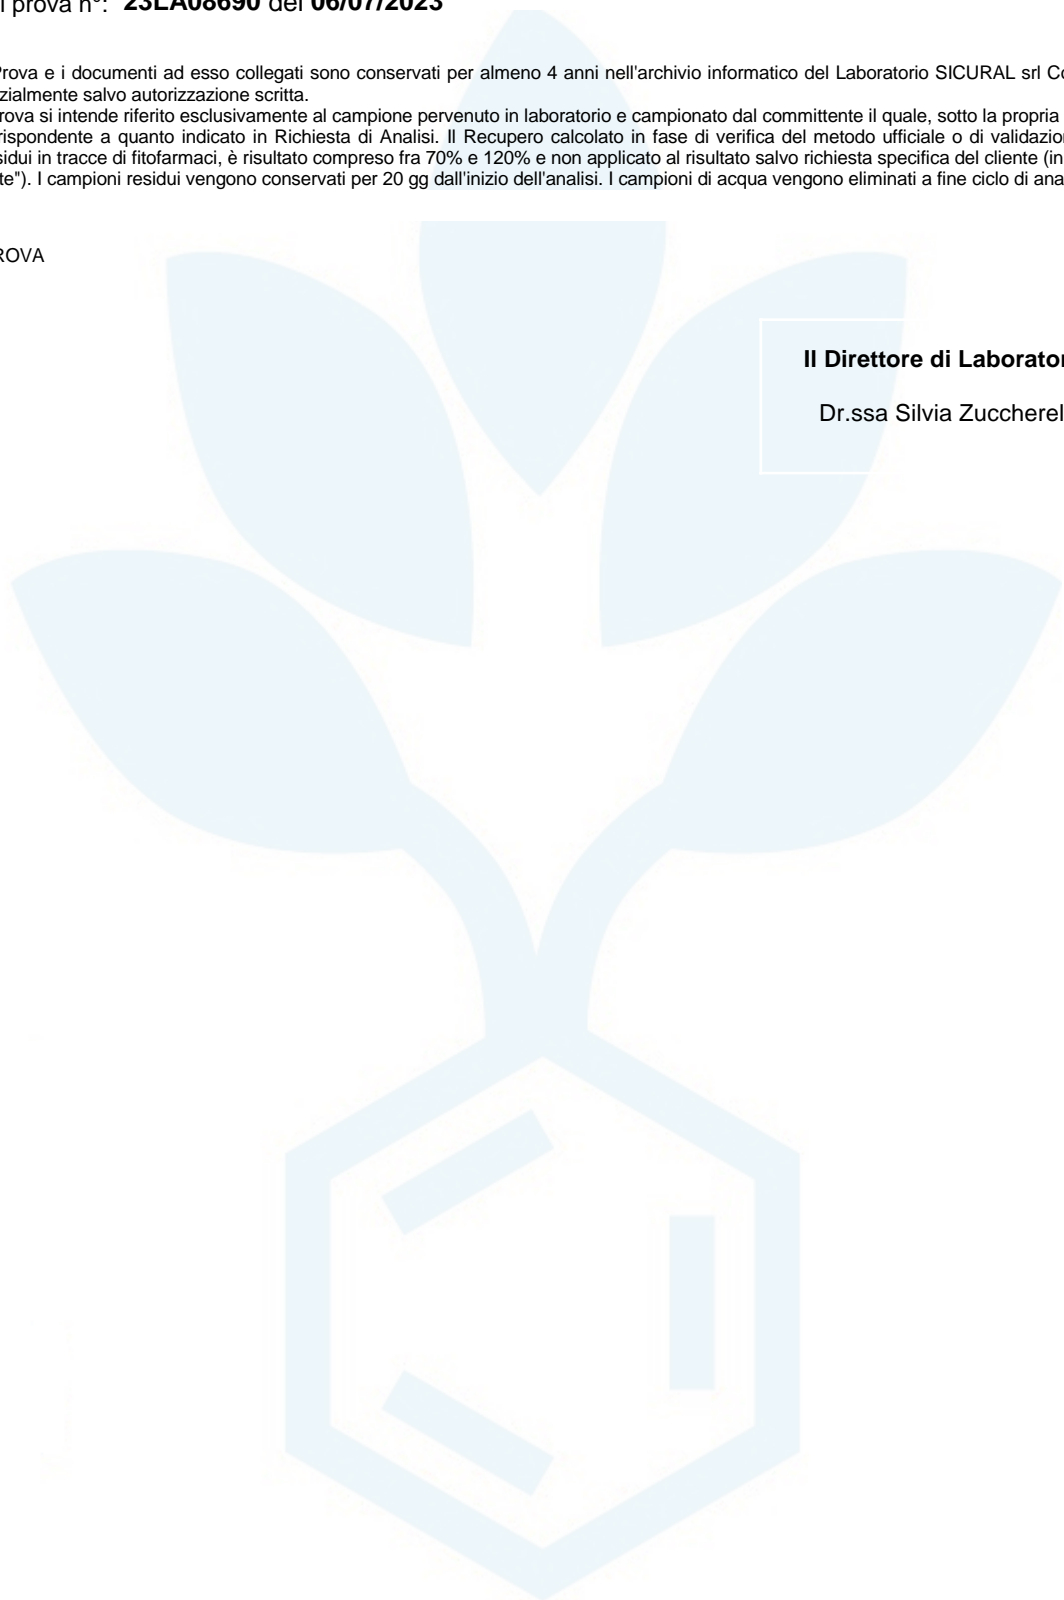 i prova n°: 23LA08690 del 06/07/2023
Prova e i documenti ad esso collegati sono conservati per almeno 4 anni nell'archivio informatico del Laboratorio SICURAL srl Co
zialmente salvo autorizzazione scritta.
rova si intende riferito esclusivamente al campione pervenuto in laboratorio e campionato dal committente il quale, sotto la propria
rispondente a quanto indicato in Richiesta di Analisi. Il Recupero calcolato in fase di verifica del metodo ufficiale o di validazion
sidui in tracce di fitofarmaci, è risultato compreso fra 70% e 120% e non applicato al risultato salvo richiesta specifica del cliente (in
te"). I campioni residui vengono conservati per 20 gg dall'inizio dell'analisi. I campioni di acqua vengono eliminati a fine ciclo di ana
ROVA
Il Direttore di Laborator
Dr.ssa Silvia Zuccherel